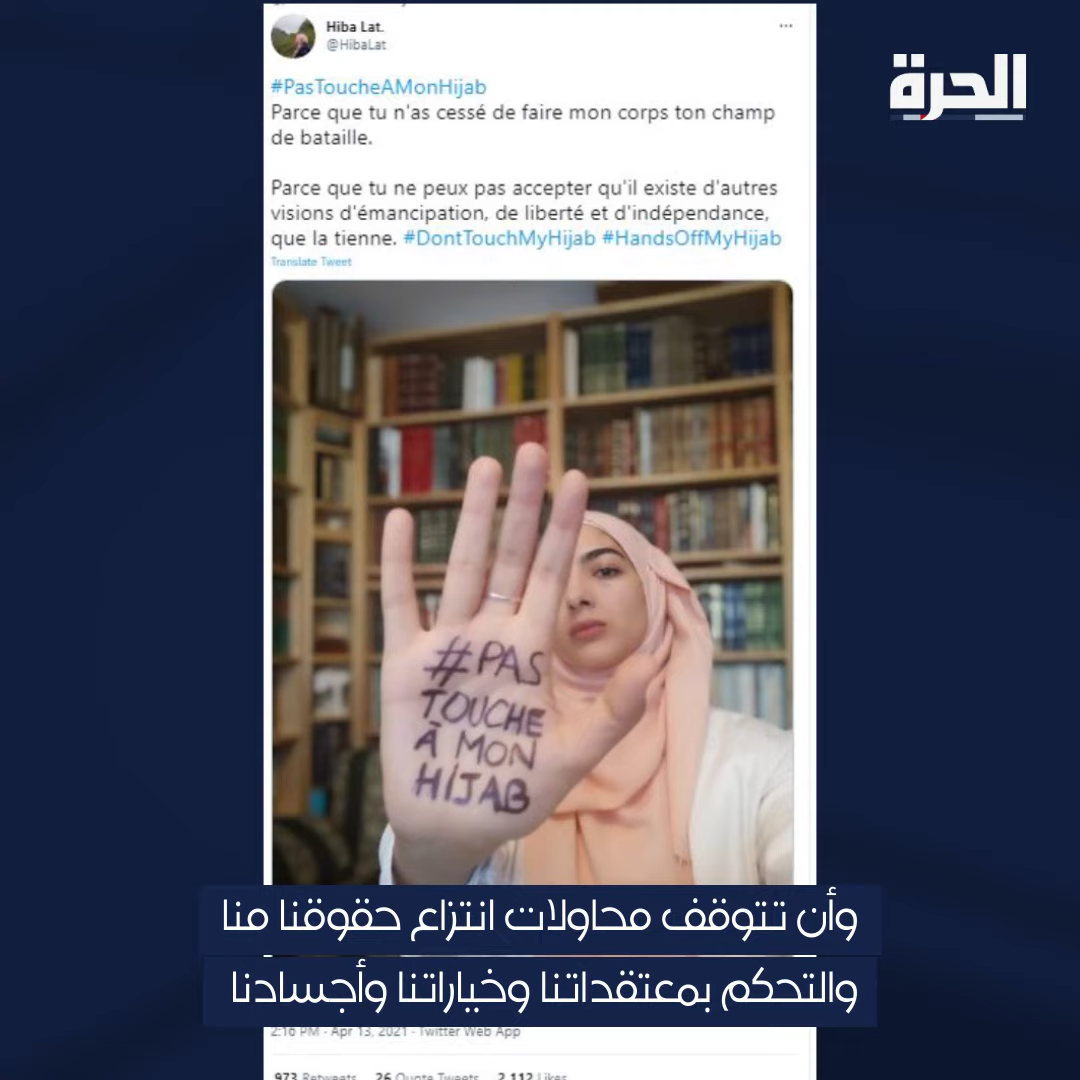 Hiba Lat.
@HibaLat
الحرة
#PasToucheAMonHijab
Parce que tu n'as cessé de faire mon corps ton champ
de bataille.
Parce que tu ne peux pas accepter qu'il existe d'autres
visions d'émancipation, de liberté et d'indépendance,
que la tienne. #DontTouchMyHijab #HandsOffMyHijab
Translate Tweet
#PAS
TOUCHE
À MON
HIJAB
وأن تتوقف محاولات انتزاع حقوقنا منا
والتحكم بمعتقداتنا وخياراتنا وأجسادنا
2:16 PM · Apr 13, 2021 · Twitter Web App
973 Retweets 26 Quote Tweets 2,112 Likes